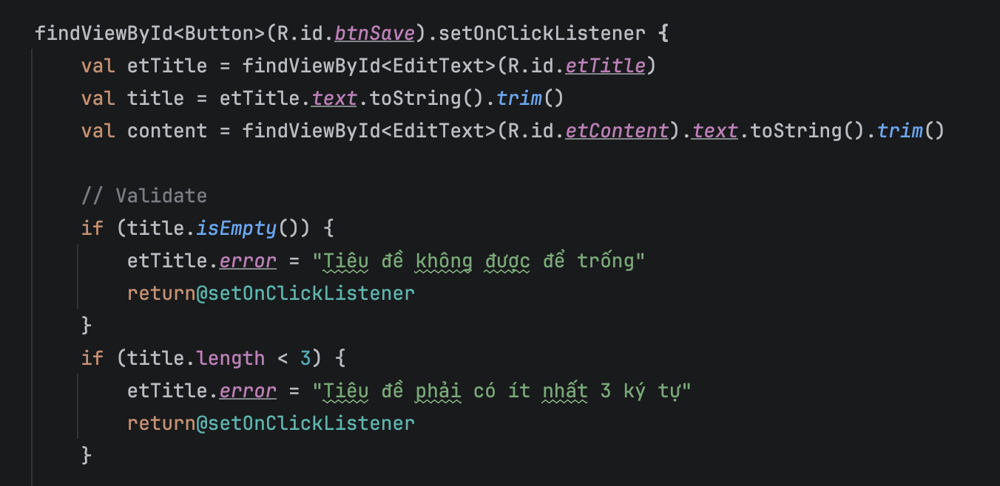 findViewById<Button>(R.id.btnSave).setOnClickListener {
    val etTitle = findViewById<EditText>(R.id.etTitle)
    val title = etTitle.text.toString().trim()
    val content = findViewById<EditText>(R.id.etContent).text.toString().trim()

    // Validate
    if (title.isEmpty()) {
        etTitle.error = "Tiêu đề không được để trống"
        return@setOnClickListener
    }
    if (title.length < 3) {
        etTitle.error = "Tiêu đề phải có ít nhất 3 ký tự"
        return@setOnClickListener
    }